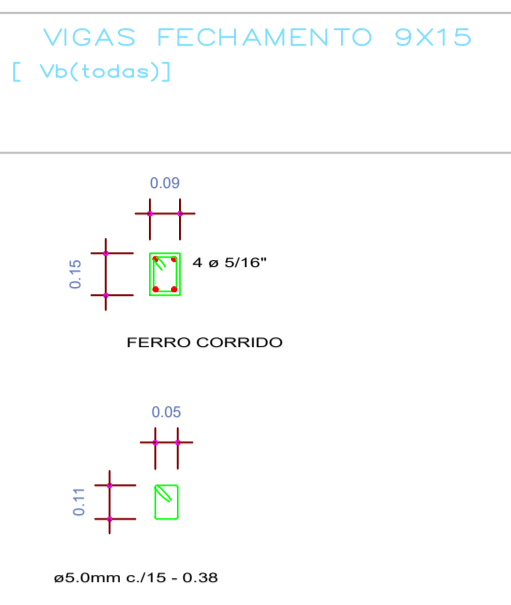 VIGAS FECHAMENTO 9X15
[ Vb(todas)]
0.09
0.15
4 ø 5/16"
FERRO CORRIDO
0.05
0.11
ø5.0mm c./15 - 0.38